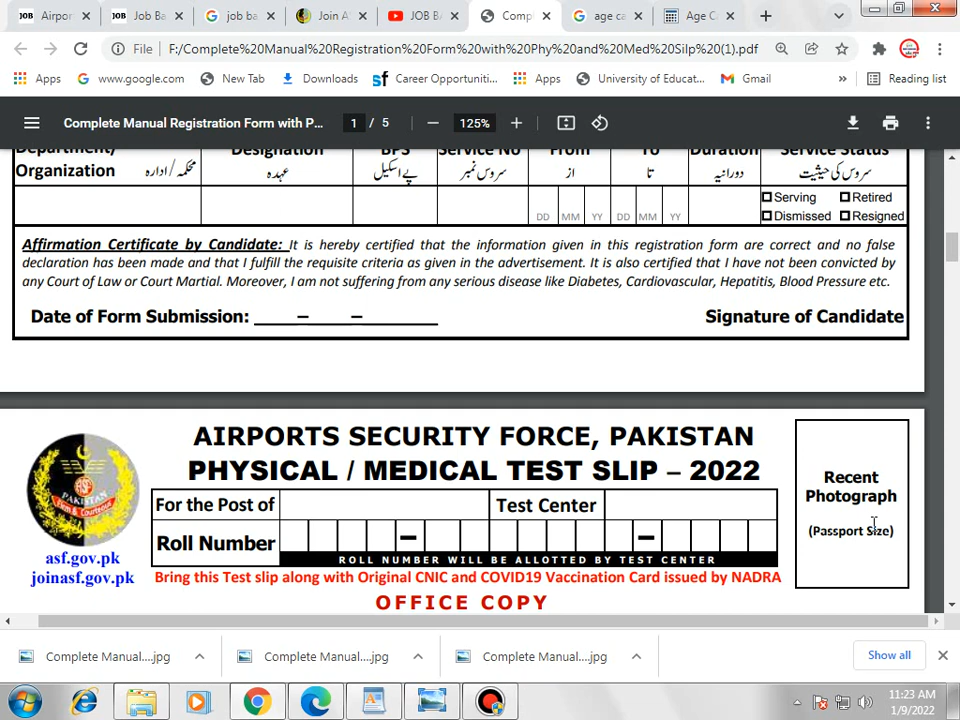 Airpor
Job Ba
job ba
Join A
JOB BA
Compl
age ca
Age C
File
F:/Complete%20Manual%20Registration%20Form%20with%20Phy%20and%20Med%20Silp%20(1).pdf
Apps
www.google.com
New Tab
Downloads
Career Opportuniti...
Apps
University of Educat...
Gmail
»
Reading list
Complete Manual Registration Form with P...
1 / 5
125%
Department/ Designation BPS Service No From To Duration Service Status
Organization محکمہ/ادارہ عہدہ پے اسکیل سروس نمبر از تا دورانیہ سروس کی حیثیت
DD MM YY DD MM YY
Serving Retired
Dismissed Resigned
Affirmation Certificate by Candidate: It is hereby certified that the information given in this registration form are correct and no false
declaration has been made and that I fulfill the requisite criteria as given in the advertisement. It is also certified that I have not been convicted by
any Court of Law or Court Martial. Moreover, I am not suffering from any serious disease like Diabetes, Cardiovascular, Hepatitis, Blood Pressure etc.
Date of Form Submission: _____–_____–________ Signature of Candidate
AIRPORTS SECURITY FORCE, PAKISTAN
PHYSICAL / MEDICAL TEST SLIP – 2022
PAKISTAN
Firm & Courteous
asf.gov.pk
joinasf.gov.pk
For the Post of
Test Center
Roll Number – –
ROLL NUMBER WILL BE ALLOTED BY TEST CENTER
Bring this Test slip along with Original CNIC and COVID19 Vaccination Card issued by NADRA
OFFICE COPY
Recent
Photograph
(Passport Size)
Complete Manual....jpg
Complete Manual....jpg
Complete Manual....jpg
Show all
11:23 AM
1/9/2022